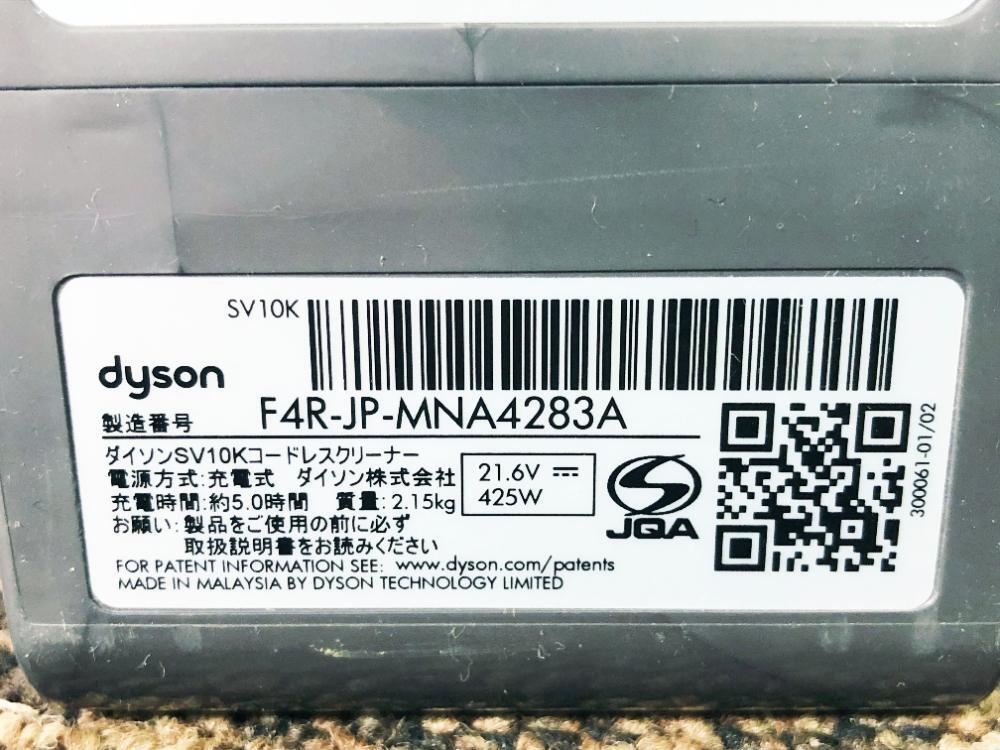 SV10K
dyson
製造番号 F4R-JP-MNA4283A
ダイソンSV10Kコードレスクリーナー
電源方式:充電式 ダイソン株式会社
充電時間:約5.0時間 質量:2.15kg
お願い:製品をご使用の前に必ず
取扱説明書をお読みください
21.6V ⎓
425W
JQA
FOR PATENT INFORMATION SEE: www.dyson.com/patents
MADE IN MALAYSIA BY DYSON TECHNOLOGY LIMITED
300061-01/02